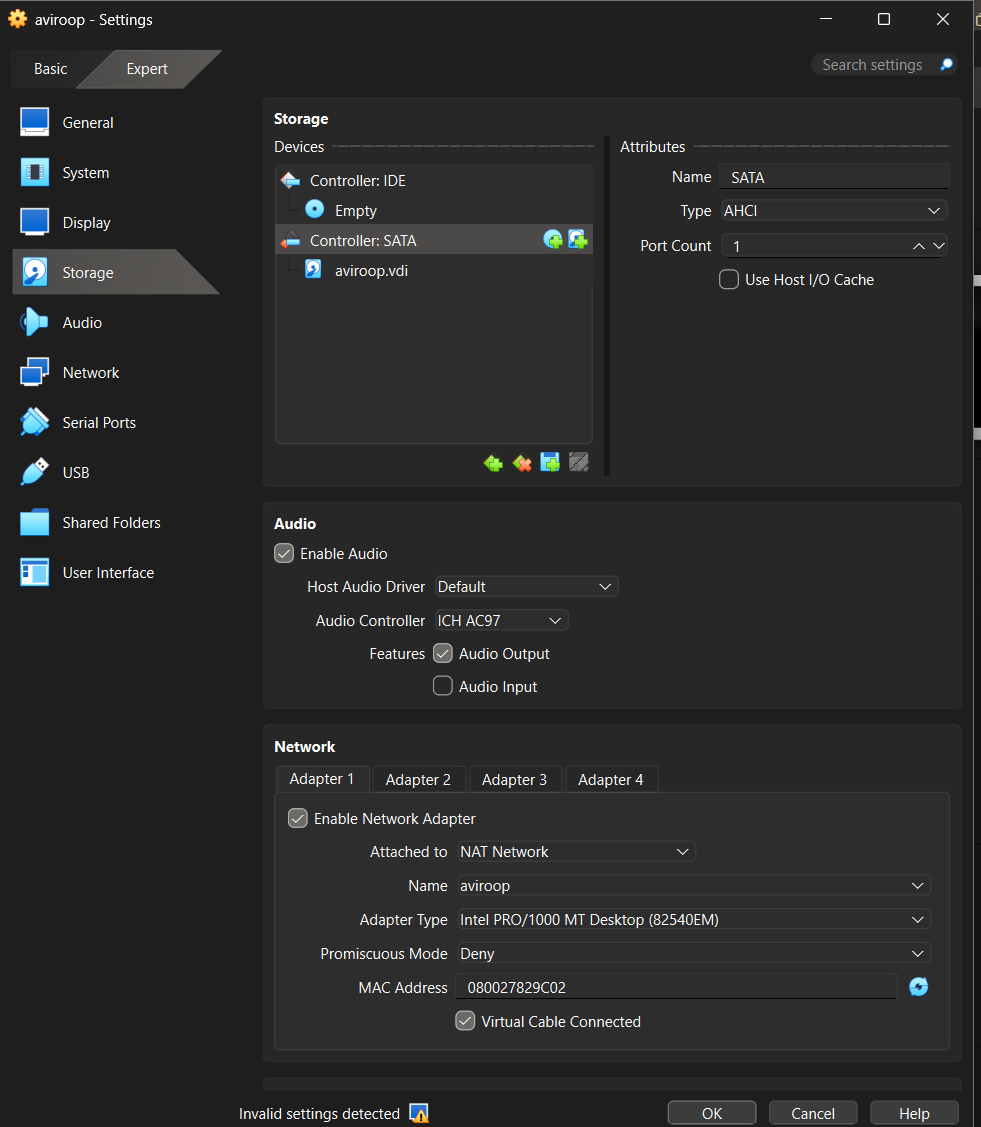 aviroop - Settings
Basic Expert Search settings
General
System
Display
Storage
Audio
Network
Serial Ports
USB
Shared Folders
User Interface
Storage
Devices
Controller: IDE
Empty
Controller: SATA
aviroop.vdi
Attributes
Name SATA
Type AHCI
Port Count 1
Use Host I/O Cache
Audio
Enable Audio
Host Audio Driver Default
Audio Controller ICH AC97
Features Audio Output
Audio Input
Network
Adapter 1 Adapter 2 Adapter 3 Adapter 4
Enable Network Adapter
Attached to NAT Network
Name aviroop
Adapter Type Intel PRO/1000 MT Desktop (82540EM)
Promiscuous Mode Deny
MAC Address 080027829C02
Virtual Cable Connected
Invalid settings detected OK Cancel Help